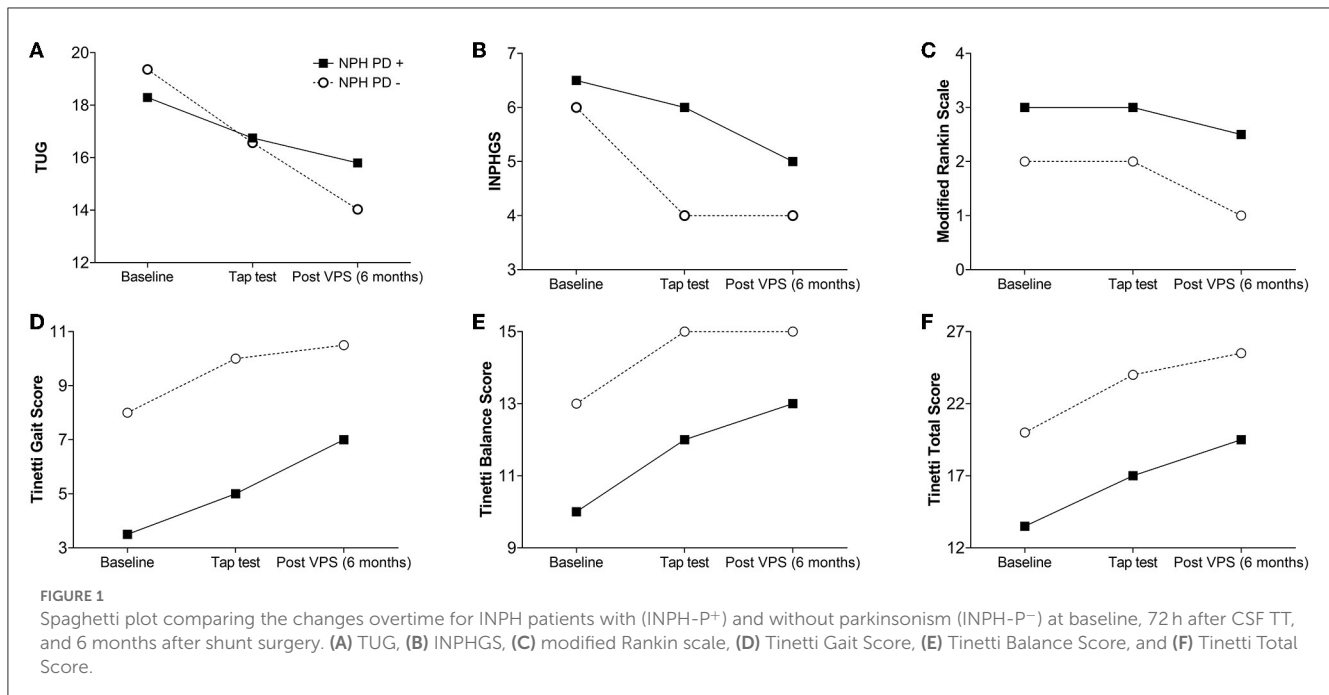 A
TUG
20
18
16
14
12
Baseline
Tap test
Post VPS (6 months)
NPH PD +
NPH PD -
B
INPHGS
7
6
5
4
3
Baseline
Tap test
Post VPS (6 months)
C
Modified Rankin Scale
4
3
2
1
0
Baseline
Tap test
Post VPS (6 months)
D
Tinetti Gait Score
11
9
7
5
3
Baseline
Tap test
Post VPS (6 months)
E
Tinetti Balance Score
15
13
11
9
Baseline
Tap test
Post VPS (6 months)
F
Tinetti Total Score
27
22
17
12
Baseline
Tap test
Post VPS (6 months)
FIGURE 1
Spaghetti plot comparing the changes overtime for INPH patients with (INPH-P⁺) and without parkinsonism (INPH-P⁻) at baseline, 72 h after CSF TT,
and 6 months after shunt surgery. (A) TUG, (B) INPHGS, (C) modified Rankin scale, (D) Tinetti Gait Score, (E) Tinetti Balance Score, and (F) Tinetti Total
Score.